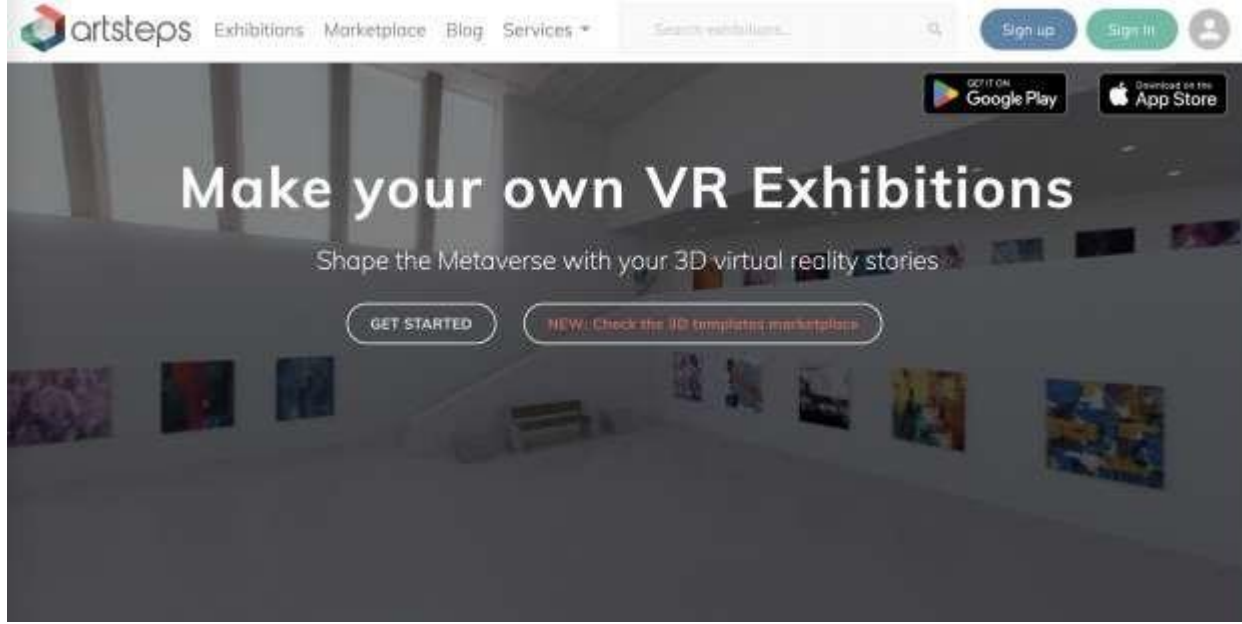 artsteps Exhibitions Marketplace Blog Services Search exhibitions... Sign up Sign In
GET IT ON
Google Play
Download on the
App Store
Make your own VR Exhibitions
Shape the Metaverse with your 3D virtual reality stories
GET STARTED
NEW: Check the 3D templates marketplace